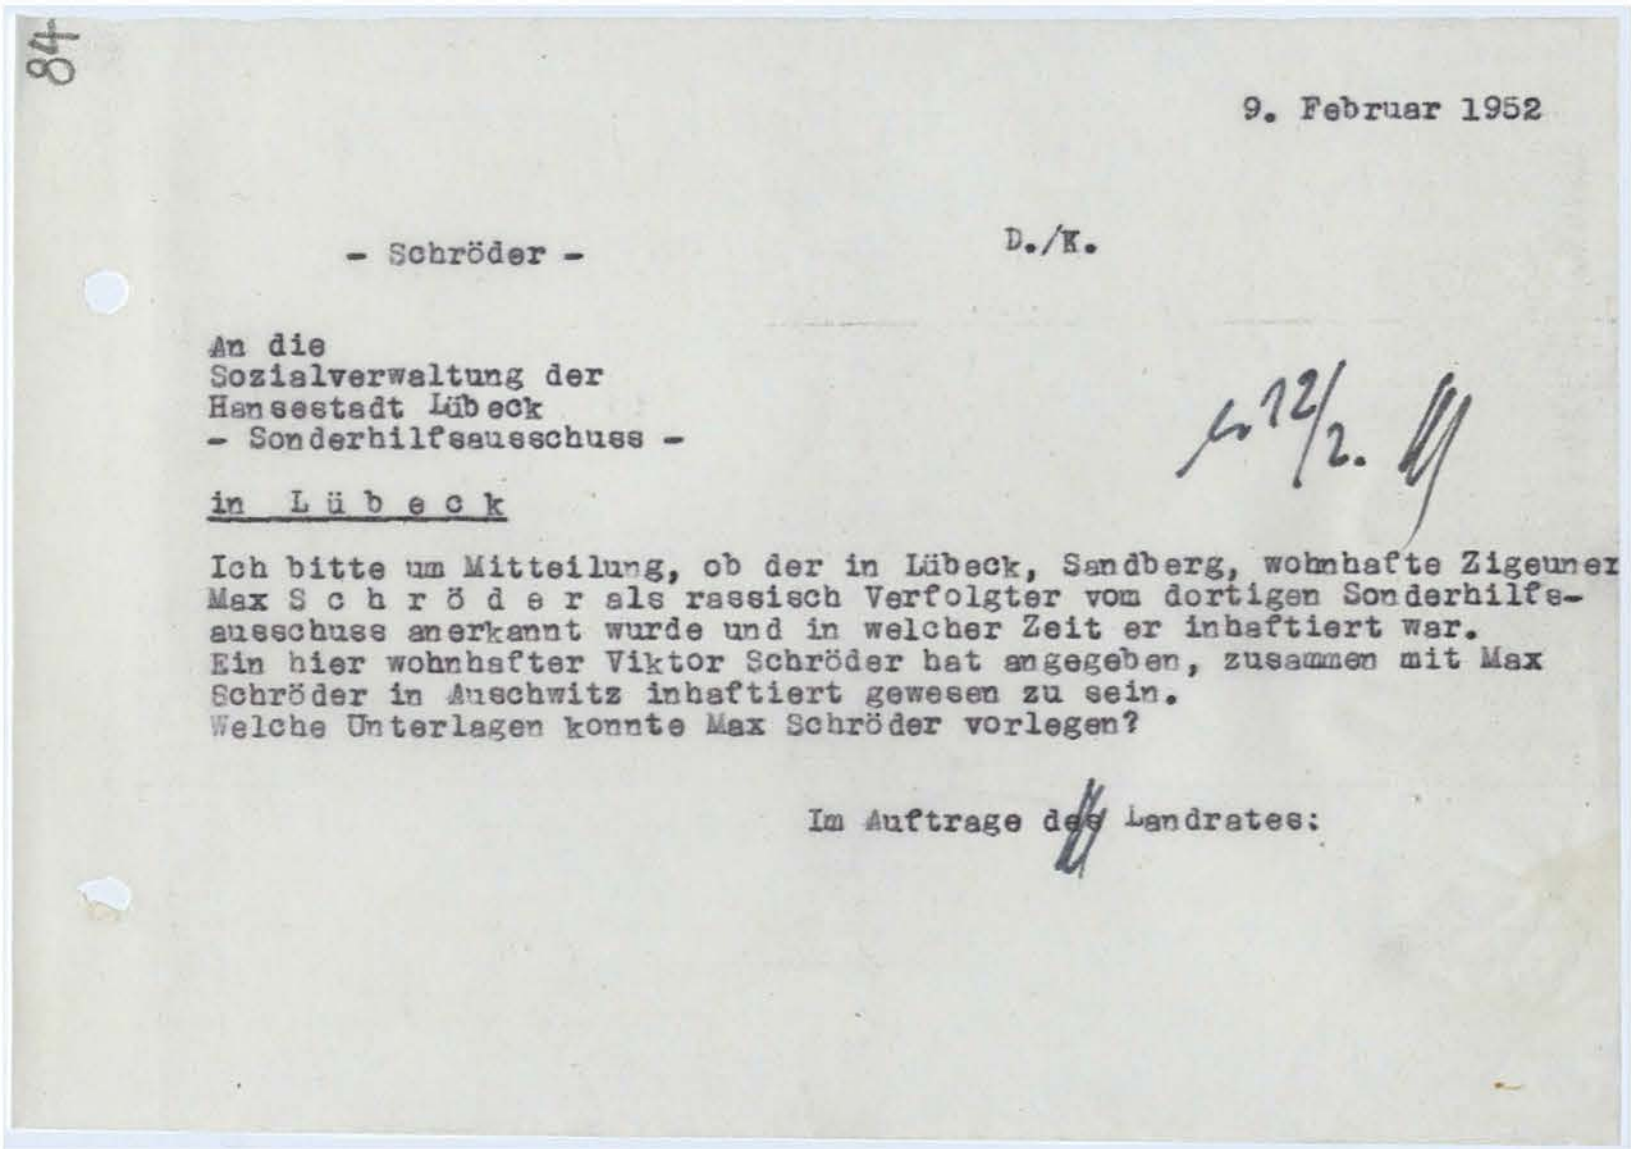 84
9. Februar 1952
- Schröder -
D./K.
An die
Sozialverwaltung der
Hansestadt Lübeck
- Sonderhilfsausschuss -
12/2.
in L ü b e c k
Ich bitte um Mitteilung, ob der in Lübeck, Sandberg, wohnhafte Zigeuner
Max S c h r ö d e r als rassisch Verfolgter vom dortigen Sonderhilfs-
ausschuss anerkannt wurde und in welcher Zeit er inhaftiert war.
Ein hier wohnhafter Viktor Schröder hat angegeben, zusammen mit Max
Schröder in Auschwitz inhaftiert gewesen zu sein.
Welche Unterlagen konnte Max Schröder vorlegen?
Im Auftrage des Landrates: